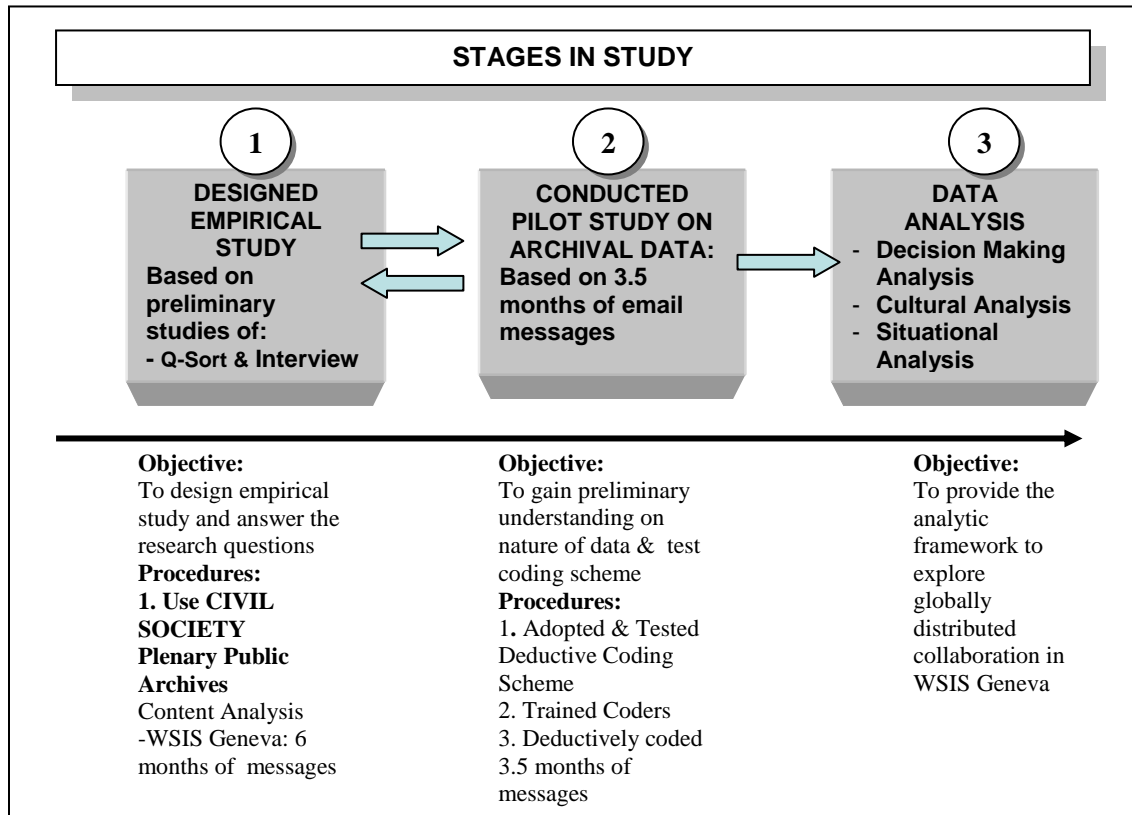 STAGES IN STUDY
1
DESIGNED
EMPIRICAL
STUDY
Based on
preliminary
studies of:
- Q-Sort & Interview
2
CONDUCTED
PILOT STUDY ON
ARCHIVAL DATA:
Based on 3.5
months of email
messages
3
DATA
ANALYSIS
- Decision Making
Analysis
- Cultural Analysis
- Situational
Analysis
Objective:
To design empirical
study and answer the
research questions
Procedures:
1. Use CIVIL
SOCIETY
Plenary Public
Archives
Content Analysis
-WSIS Geneva: 6
months of messages
Objective:
To gain preliminary
understanding on
nature of data & test
coding scheme
Procedures:
1. Adopted & Tested
Deductive Coding
Scheme
2. Trained Coders
3. Deductively coded
3.5 months of
messages
Objective:
To provide the
analytic
framework to
explore
globally
distributed
collaboration in
WSIS Geneva